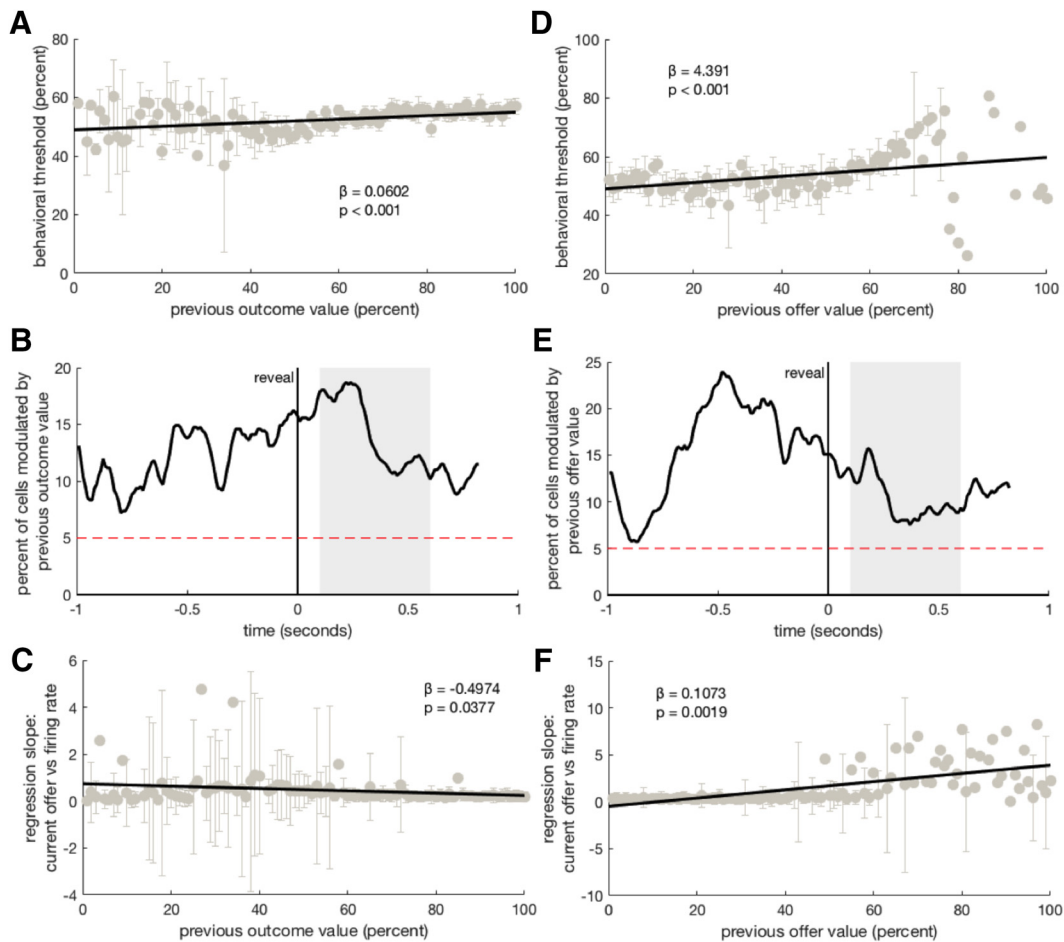 A
behavioral threshold (percent)
80
60
40
20
0
β = 0.0602
p < 0.001
0
20
40
60
80
100
previous outcome value (percent)
D
behavioral threshold (percent)
100
80
60
40
20
β = 4.391
p < 0.001
0
20
40
60
80
100
previous offer value (percent)
B
percent of cells modulated by
previous outcome value
20
15
10
5
0
reveal
-1
-0.5
0
0.5
1
time (seconds)
E
percent of cells modulated by
previous offer value
25
20
15
10
5
0
reveal
-1
-0.5
0
0.5
1
time (seconds)
C
regression slope:
current offer vs firing rate
6
4
2
0
-2
-4
β = -0.4974
p = 0.0377
0
20
40
60
80
100
previous outcome value (percent)
F
regression slope:
current offer vs firing rate
15
10
5
0
-5
-10
β = 0.1073
p = 0.0019
0
20
40
60
80
100
previous offer value (percent)